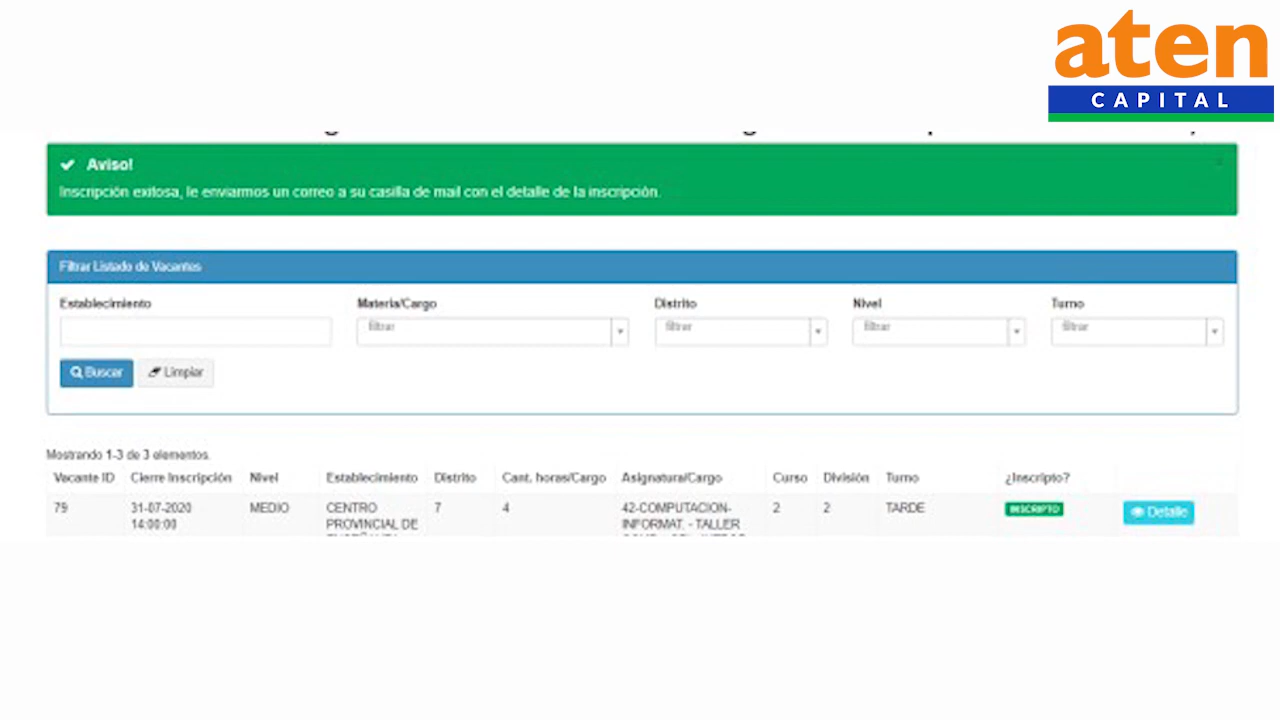 aten
CAPITAL
Aviso!
Inscripción exitosa, le enviarmos un correo a su casilla de mail con el detalle de la inscripción.
Filtrar Listado de Vacantes
Establecimiento Materia/Cargo Distrito Nivel Turno
filtrar filtrar filtrar filtrar
Buscar Limpiar
Mostrando 1-3 de 3 elementos.
Vacante ID Cierre Inscripción Nivel Establecimiento Distrito Cant. horas/Cargo Asignatura/Cargo Curso División Turno ¿Inscripto?
79 31-07-2020 MEDIO CENTRO 7 4 42-COMPUTACION- 2 2 TARDE INSCRIPTO Detalle
14:00:00 PROVINCIAL DE INFORMAT. - TALLER